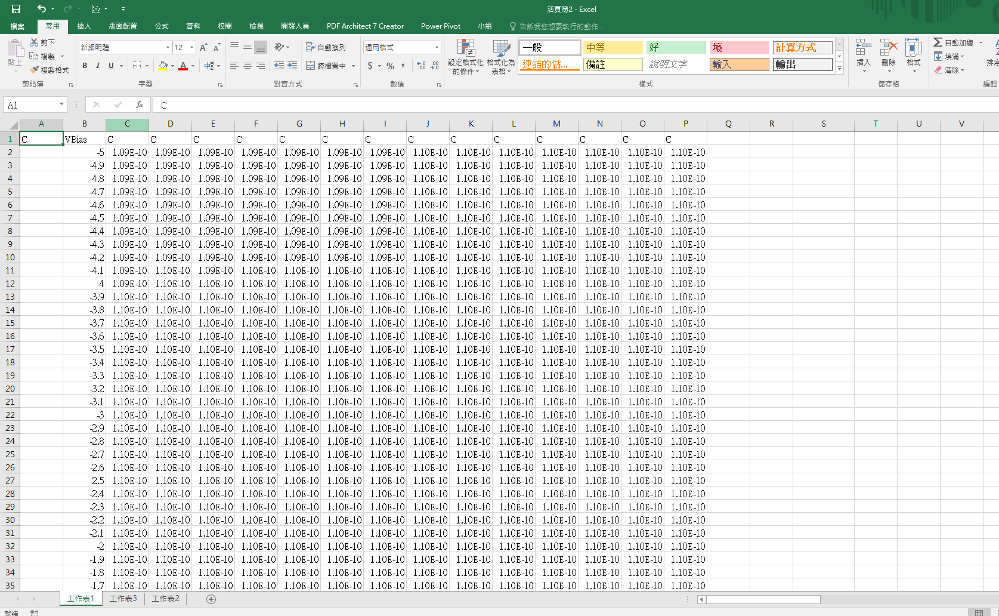 活頁簿2 - Excel
檔案 常用 插入 版面配置 公式 資料 校閱 檢視 開發人員 PDF Architect 7 Creator Power Pivot 小組 告訴我您想要執行的動作...
貼上 剪下 複製 複製格式 剪貼簿
新細明體 12 B I U 字型
自動換列 跨欄置中 對齊方式
通用格式 $ % 數值
設定格式化的條件 格式化為表格
一般 中等 好 壞 計算方式
連結的儲... 備註 說明文字 輸入 輸出
樣式
插入 刪除 格式 儲存格
自動加總 填滿 清除 排序 編輯
A1 fx C
A B C D E F G H I J K L M N O P Q R S T U V
1 C VBias C C C C C C C C C C C C C C
2 -5 1.09E-10 1.09E-10 1.09E-10 1.09E-10 1.09E-10 1.09E-10 1.09E-10 1.10E-10 1.10E-10 1.10E-10 1.10E-10 1.10E-10 1.10E-10 1.10E-10
3 -4.9 1.09E-10 1.09E-10 1.09E-10 1.09E-10 1.09E-10 1.09E-10 1.09E-10 1.10E-10 1.10E-10 1.10E-10 1.10E-10 1.10E-10 1.10E-10 1.10E-10
4 -4.8 1.09E-10 1.09E-10 1.09E-10 1.09E-10 1.09E-10 1.09E-10 1.09E-10 1.10E-10 1.10E-10 1.10E-10 1.10E-10 1.10E-10 1.10E-10 1.10E-10
5 -4.7 1.09E-10 1.09E-10 1.09E-10 1.09E-10 1.09E-10 1.09E-10 1.09E-10 1.10E-10 1.10E-10 1.10E-10 1.10E-10 1.10E-10 1.10E-10 1.10E-10
6 -4.6 1.09E-10 1.09E-10 1.09E-10 1.09E-10 1.09E-10 1.09E-10 1.09E-10 1.10E-10 1.10E-10 1.10E-10 1.10E-10 1.10E-10 1.10E-10 1.10E-10
7 -4.5 1.09E-10 1.09E-10 1.09E-10 1.09E-10 1.09E-10 1.09E-10 1.09E-10 1.10E-10 1.10E-10 1.10E-10 1.10E-10 1.10E-10 1.10E-10 1.10E-10
8 -4.4 1.09E-10 1.09E-10 1.09E-10 1.09E-10 1.09E-10 1.09E-10 1.09E-10 1.10E-10 1.10E-10 1.10E-10 1.10E-10 1.10E-10 1.10E-10 1.10E-10
9 -4.3 1.09E-10 1.09E-10 1.09E-10 1.09E-10 1.09E-10 1.09E-10 1.09E-10 1.10E-10 1.10E-10 1.10E-10 1.10E-10 1.10E-10 1.10E-10 1.10E-10
10 -4.2 1.09E-10 1.09E-10 1.09E-10 1.09E-10 1.09E-10 1.09E-10 1.09E-10 1.10E-10 1.10E-10 1.10E-10 1.10E-10 1.10E-10 1.10E-10 1.10E-10
11 -4.1 1.09E-10 1.10E-10 1.09E-10 1.10E-10 1.10E-10 1.10E-10 1.10E-10 1.10E-10 1.10E-10 1.10E-10 1.10E-10 1.10E-10 1.10E-10 1.10E-10
12 -4 1.09E-10 1.10E-10 1.10E-10 1.10E-10 1.10E-10 1.10E-10 1.10E-10 1.10E-10 1.10E-10 1.10E-10 1.10E-10 1.10E-10 1.10E-10 1.10E-10
13 -3.9 1.10E-10 1.10E-10 1.10E-10 1.10E-10 1.10E-10 1.10E-10 1.10E-10 1.10E-10 1.10E-10 1.10E-10 1.10E-10 1.10E-10 1.10E-10 1.10E-10
14 -3.8 1.10E-10 1.10E-10 1.10E-10 1.10E-10 1.10E-10 1.10E-10 1.10E-10 1.10E-10 1.10E-10 1.10E-10 1.10E-10 1.10E-10 1.10E-10 1.10E-10
15 -3.7 1.10E-10 1.10E-10 1.10E-10 1.10E-10 1.10E-10 1.10E-10 1.10E-10 1.10E-10 1.10E-10 1.10E-10 1.10E-10 1.10E-10 1.10E-10 1.10E-10
16 -3.6 1.10E-10 1.10E-10 1.10E-10 1.10E-10 1.10E-10 1.10E-10 1.10E-10 1.10E-10 1.10E-10 1.10E-10 1.10E-10 1.10E-10 1.10E-10 1.10E-10
17 -3.5 1.10E-10 1.10E-10 1.10E-10 1.10E-10 1.10E-10 1.10E-10 1.10E-10 1.10E-10 1.10E-10 1.10E-10 1.10E-10 1.10E-10 1.10E-10 1.10E-10
18 -3.4 1.10E-10 1.10E-10 1.10E-10 1.10E-10 1.10E-10 1.10E-10 1.10E-10 1.10E-10 1.10E-10 1.10E-10 1.10E-10 1.10E-10 1.10E-10 1.10E-10
19 -3.3 1.10E-10 1.10E-10 1.10E-10 1.10E-10 1.10E-10 1.10E-10 1.10E-10 1.10E-10 1.10E-10 1.10E-10 1.10E-10 1.10E-10 1.10E-10 1.10E-10
20 -3.2 1.10E-10 1.10E-10 1.10E-10 1.10E-10 1.10E-10 1.10E-10 1.10E-10 1.10E-10 1.10E-10 1.10E-10 1.10E-10 1.10E-10 1.10E-10 1.10E-10
21 -3.1 1.10E-10 1.10E-10 1.10E-10 1.10E-10 1.10E-10 1.10E-10 1.10E-10 1.10E-10 1.10E-10 1.10E-10 1.10E-10 1.10E-10 1.10E-10 1.10E-10
22 -3 1.10E-10 1.10E-10 1.10E-10 1.10E-10 1.10E-10 1.10E-10 1.10E-10 1.10E-10 1.10E-10 1.10E-10 1.10E-10 1.10E-10 1.10E-10 1.10E-10
23 -2.9 1.10E-10 1.10E-10 1.10E-10 1.10E-10 1.10E-10 1.10E-10 1.10E-10 1.10E-10 1.10E-10 1.10E-10 1.10E-10 1.10E-10 1.10E-10 1.10E-10
24 -2.8 1.10E-10 1.10E-10 1.10E-10 1.10E-10 1.10E-10 1.10E-10 1.10E-10 1.10E-10 1.10E-10 1.10E-10 1.10E-10 1.10E-10 1.10E-10 1.10E-10
25 -2.7 1.10E-10 1.10E-10 1.10E-10 1.10E-10 1.10E-10 1.10E-10 1.10E-10 1.10E-10 1.10E-10 1.10E-10 1.10E-10 1.10E-10 1.10E-10 1.10E-10
26 -2.6 1.10E-10 1.10E-10 1.10E-10 1.10E-10 1.10E-10 1.10E-10 1.10E-10 1.10E-10 1.10E-10 1.10E-10 1.10E-10 1.10E-10 1.10E-10 1.10E-10
27 -2.5 1.10E-10 1.10E-10 1.10E-10 1.10E-10 1.10E-10 1.10E-10 1.10E-10 1.10E-10 1.10E-10 1.10E-10 1.10E-10 1.10E-10 1.10E-10 1.10E-10
28 -2.4 1.10E-10 1.10E-10 1.10E-10 1.10E-10 1.10E-10 1.10E-10 1.10E-10 1.10E-10 1.10E-10 1.10E-10 1.10E-10 1.10E-10 1.10E-10 1.10E-10
29 -2.3 1.10E-10 1.10E-10 1.10E-10 1.10E-10 1.10E-10 1.10E-10 1.10E-10 1.10E-10 1.10E-10 1.10E-10 1.10E-10 1.10E-10 1.10E-10 1.10E-10
30 -2.2 1.10E-10 1.10E-10 1.10E-10 1.10E-10 1.10E-10 1.10E-10 1.10E-10 1.10E-10 1.10E-10 1.10E-10 1.10E-10 1.10E-10 1.10E-10 1.10E-10
31 -2.1 1.10E-10 1.10E-10 1.10E-10 1.10E-10 1.10E-10 1.10E-10 1.10E-10 1.10E-10 1.10E-10 1.10E-10 1.10E-10 1.10E-10 1.10E-10 1.10E-10
32 -2 1.10E-10 1.10E-10 1.10E-10 1.10E-10 1.10E-10 1.10E-10 1.10E-10 1.10E-10 1.10E-10 1.10E-10 1.10E-10 1.10E-10 1.10E-10 1.10E-10
33 -1.9 1.10E-10 1.10E-10 1.10E-10 1.10E-10 1.10E-10 1.10E-10 1.10E-10 1.10E-10 1.10E-10 1.10E-10 1.10E-10 1.10E-10 1.10E-10 1.10E-10
34 -1.8 1.10E-10 1.10E-10 1.10E-10 1.10E-10 1.10E-10 1.10E-10 1.10E-10 1.10E-10 1.10E-10 1.10E-10 1.10E-10 1.10E-10 1.10E-10 1.10E-10
35 -1.7 1.10E-10 1.10E-10 1.10E-10 1.10E-10 1.10E-10 1.10E-10 1.10E-10 1.10E-10 1.10E-10 1.10E-10 1.10E-10 1.10E-10 1.10E-10 1.10E-10
工作表1 工作表3 工作表2
就緒